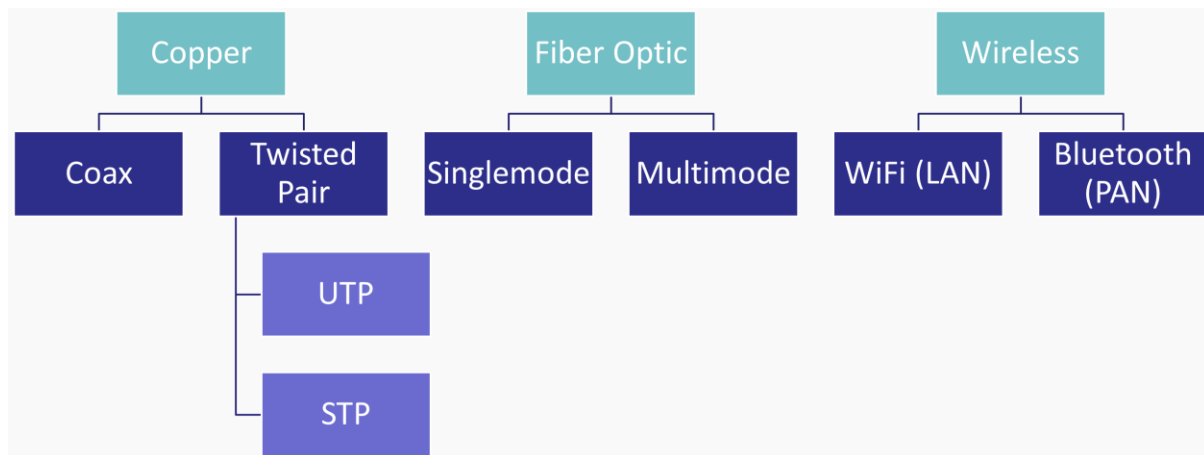 Copper
Fiber Optic
Wireless
Coax
Twisted
Pair
Singlemode
Multimode
WiFi (LAN)
Bluetooth
(PAN)
UTP
STP